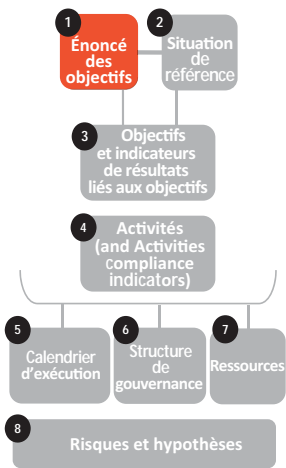 1
Énoncé
des
objectifs
2
Situation
de
référence
3
Objectifs
et indicateurs
de résultats
liés aux objectifs
4
Activités
(and Activities
compliance
indicators)
5
Calendrier
d'exécution
6
Structure
de
gouvernance
7
Ressources
8
Risques et hypothèses